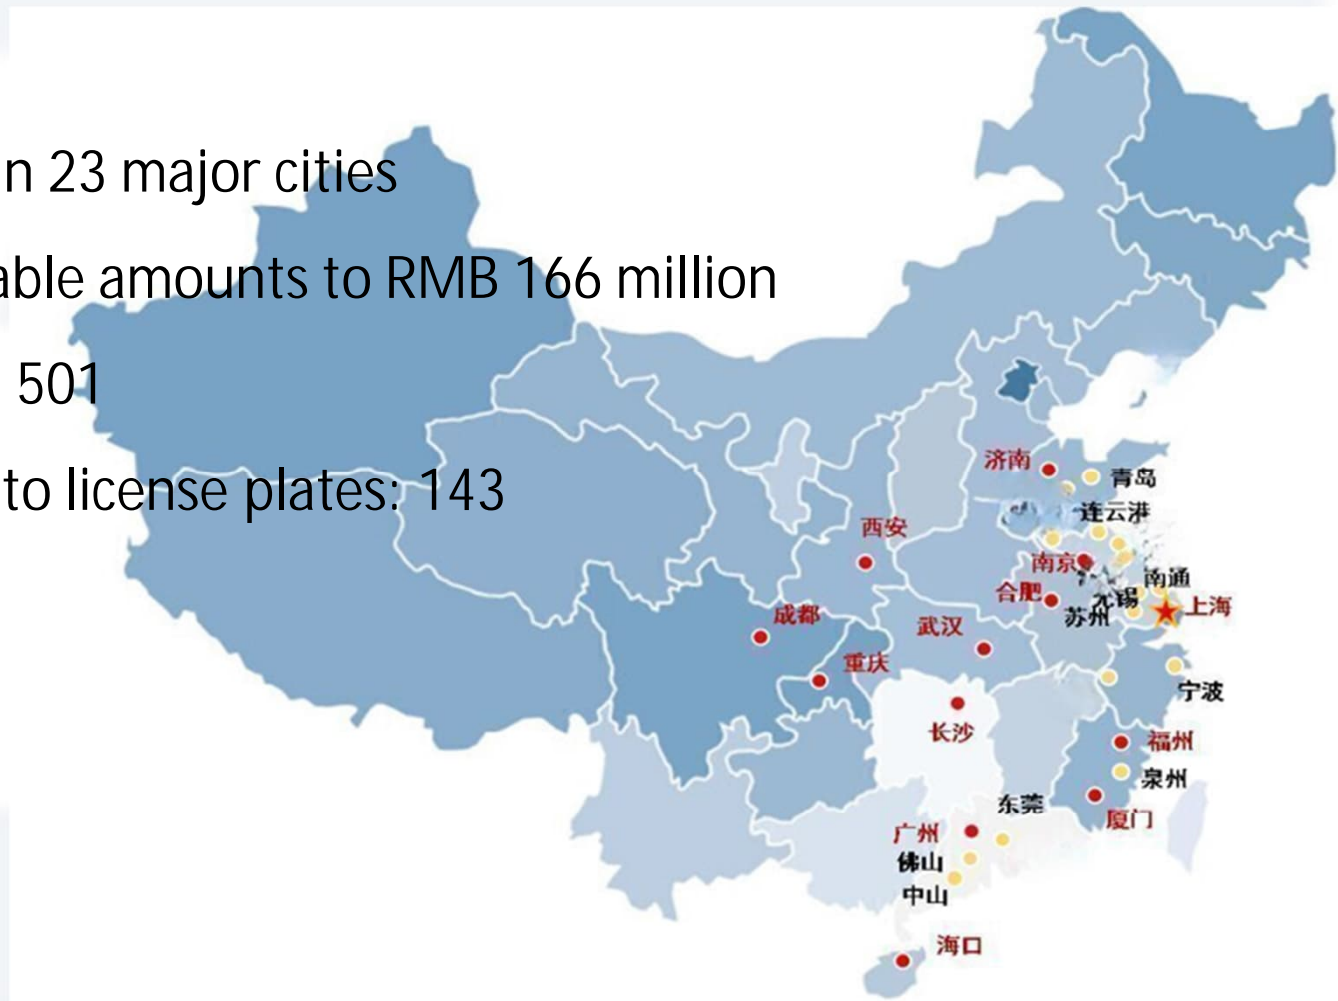 n 23 major cities
able amounts to RMB 166 million
501
to license plates: 143
济南
青岛
连云港
西安
南京
南通
合肥
无锡
上海
苏州
成都
武汉
重庆
宁波
长沙
福州
泉州
东莞
厦门
广州
佛山
中山
海口